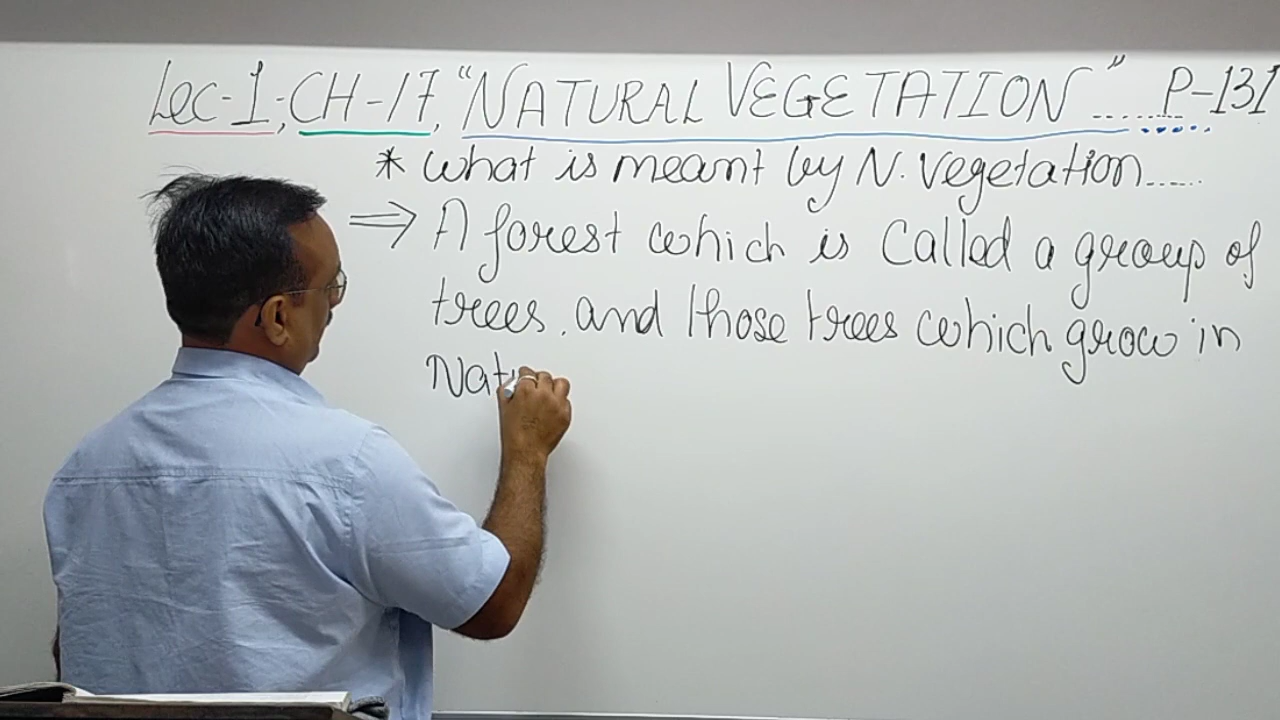 Lec-1, CH-17, "NATURAL VEGETATION" ........ P-131
* What is meant by N. Vegetation......
⇒ A forest which is called a group of
trees. and those trees which grow in